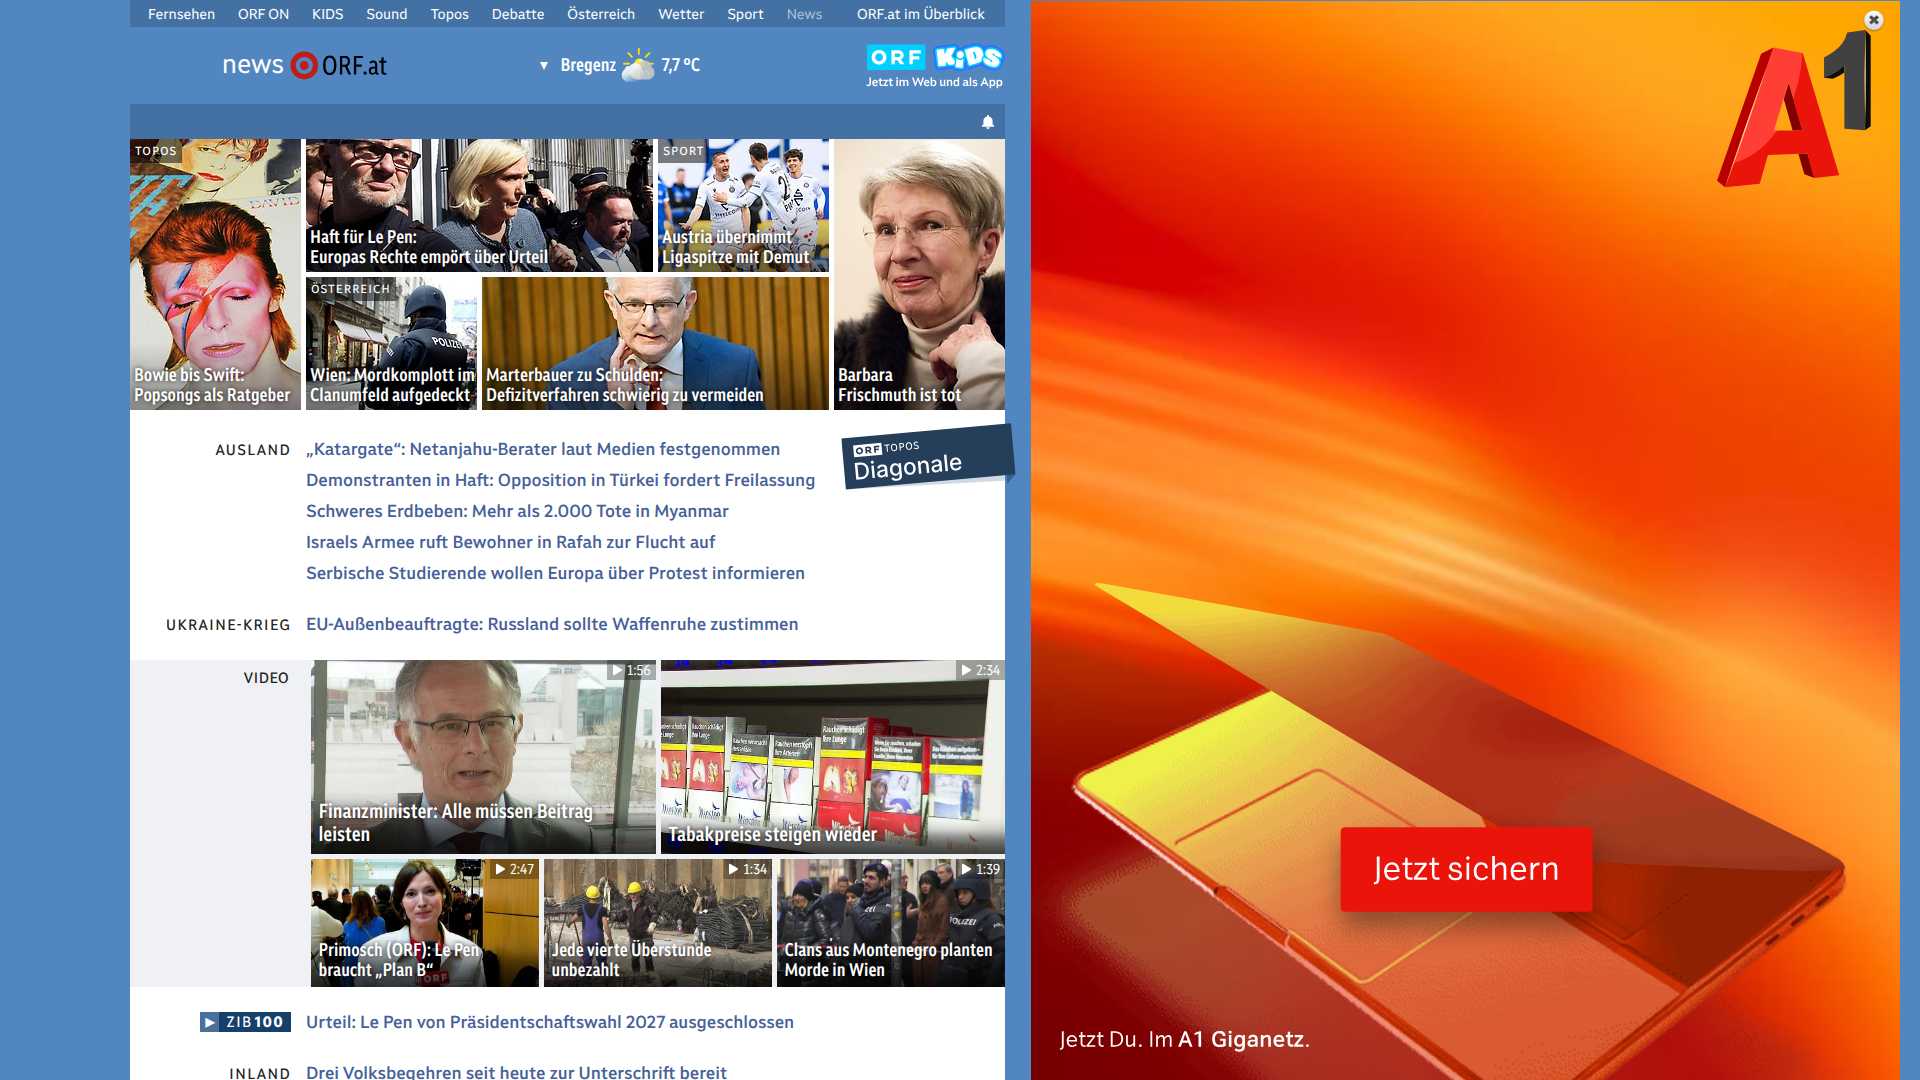 Fernsehen ORF ON KIDS Sound Topos Debatte Österreich Wetter Sport News ORF.at im Überblick
news ORF.at
Bregenz 7,7 °C
ORF KiDS
Jetzt im Web und als App
TOPOS
DAVID
Bowie bis Swift:
Popsongs als Ratgeber
Haft für Le Pen:
Europas Rechte empört über Urteil
SPORT
Austria übernimmt
Ligaspitze mit Demut
ÖSTERREICH
POLIZEI
Wien: Mordkomplott im
Clanumfeld aufgedeckt
Marterbauer zu Schulden:
Defizitverfahren schwierig zu vermeiden
Barbara
Frischmuth ist tot
AUSLAND
„Katargate“: Netanjahu-Berater laut Medien festgenommen
Demonstranten in Haft: Opposition in Türkei fordert Freilassung
Schweres Erdbeben: Mehr als 2.000 Tote in Myanmar
Israels Armee ruft Bewohner in Rafah zur Flucht auf
Serbische Studierende wollen Europa über Protest informieren
ORF TOPOS
Diagonale
UKRAINE-KRIEG
EU-Außenbeauftragte: Russland sollte Waffenruhe zustimmen
VIDEO
1:56
Finanzminister: Alle müssen Beitrag
leisten
2:34
Rauchen schädigt
Ihre Lunge
Winston
Tabakpreise steigen wieder
2:47
Primosch (ORF): Le Pen
braucht „Plan B“
ORF
1:34
Jede vierte Überstunde
unbezahlt
1:39
POLIZEI
Clans aus Montenegro planten
Morde in Wien
ZIB 100
Urteil: Le Pen von Präsidentschaftswahl 2027 ausgeschlossen
INLAND
Drei Volksbegehren seit heute zur Unterschrift bereit
A1
Jetzt sichern
Jetzt Du. Im A1 Giganetz.